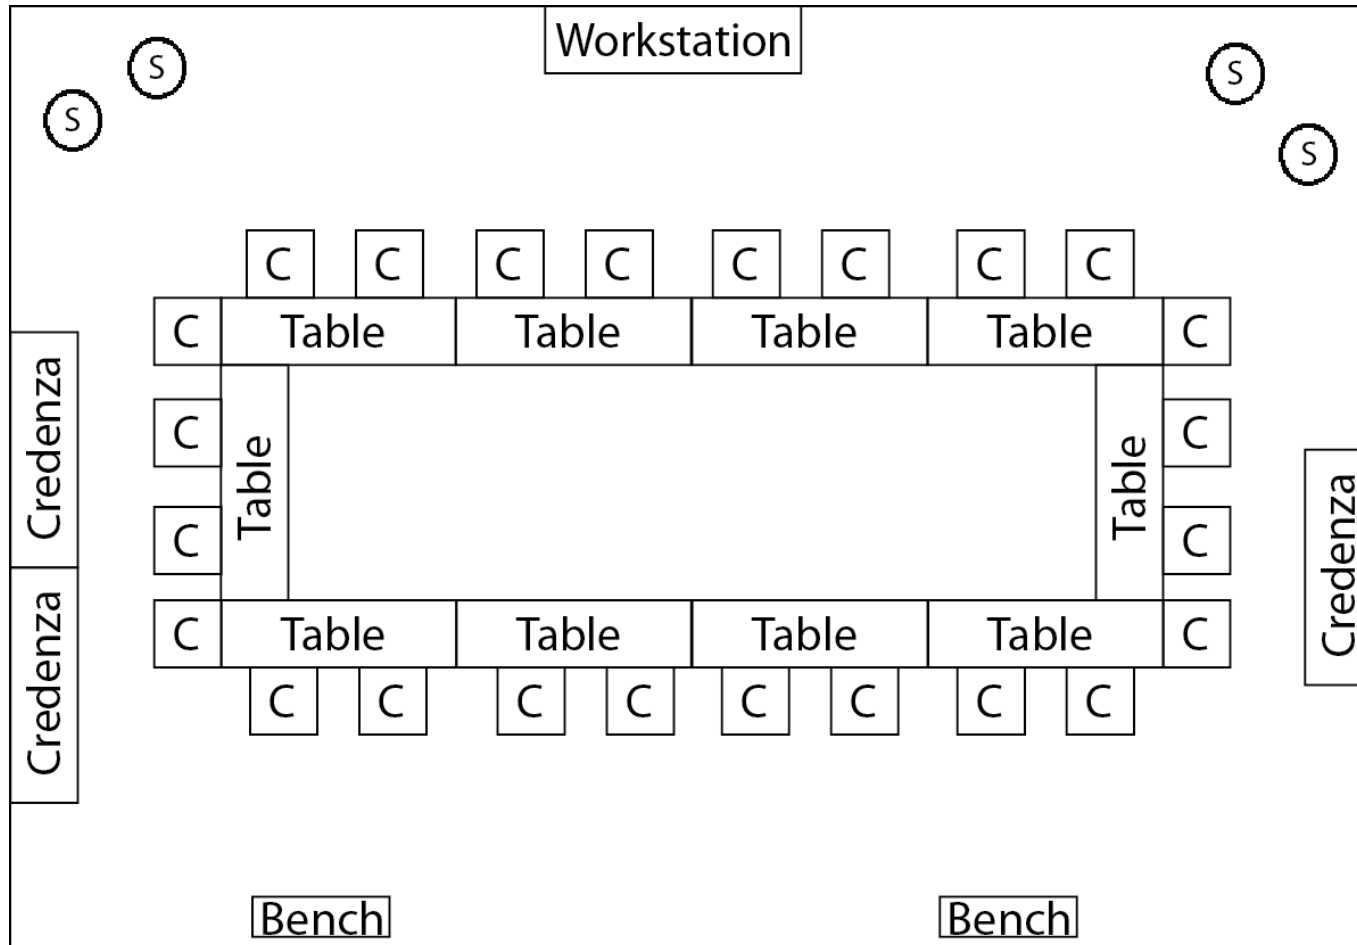 Workstation
S
S
S
S
C C C C C C C C
C Table Table Table Table C
Credenza
C Table Table C
Credenza
C C
C Table Table Table Table C
Credenza
C C C C C C C C
Bench Bench